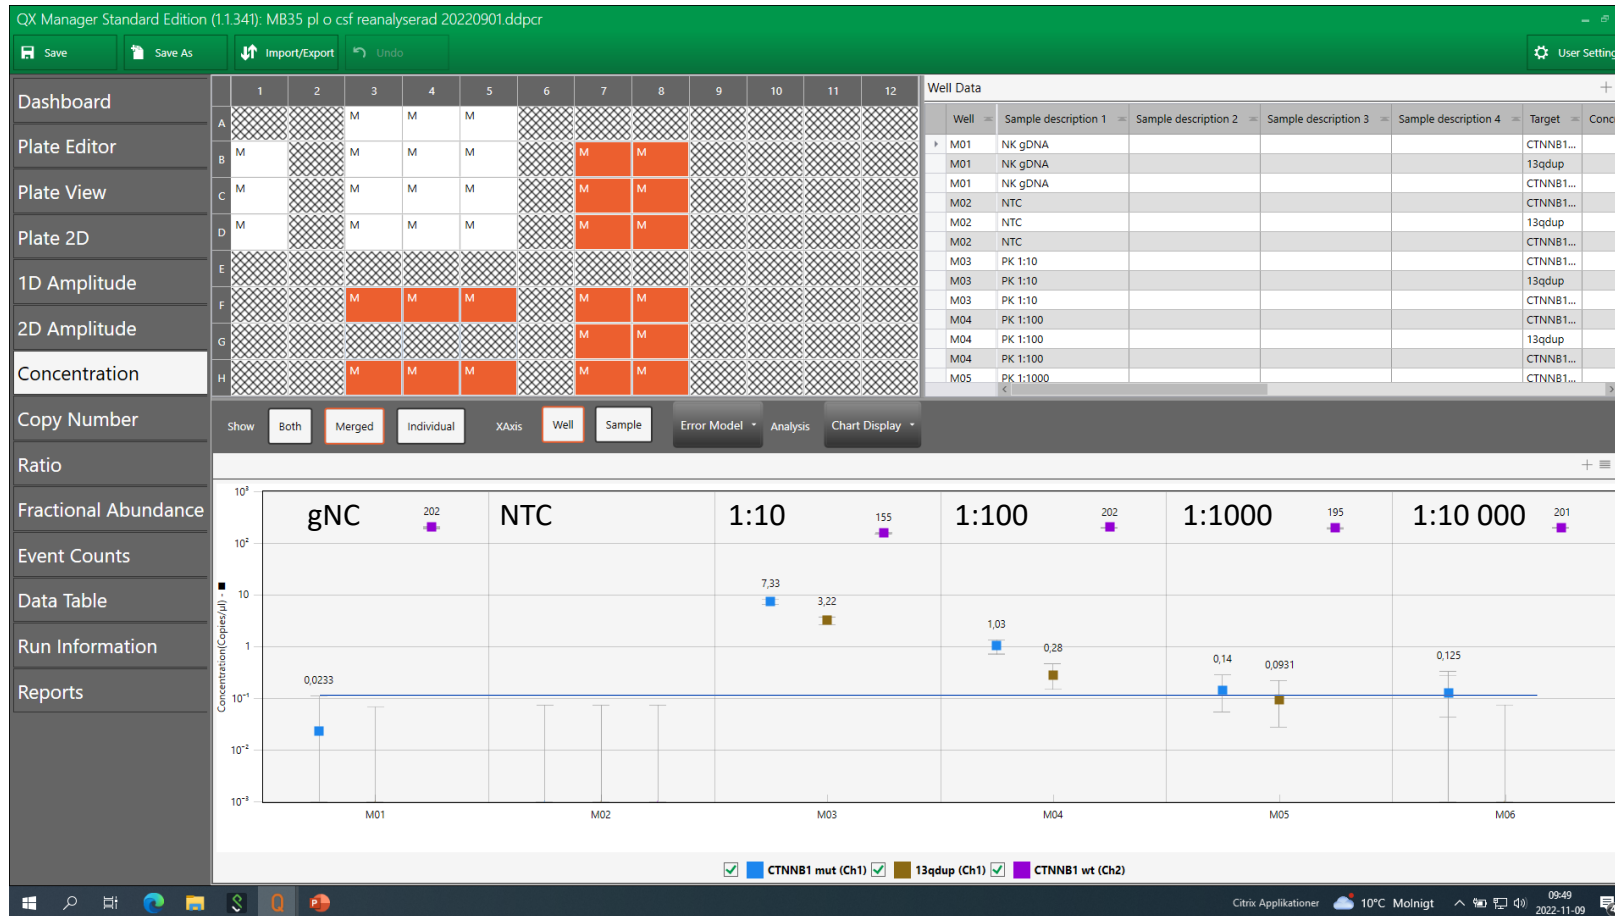 QX Manager Standard Edition (1.1.341): MB35 pl o csf reanalyserad 20220901.ddpcr
Save Save As Import/Export Undo User Setting
Dashboard
Plate Editor
Plate View
Plate 2D
1D Amplitude
2D Amplitude
Concentration
Copy Number
Ratio
Fractional Abundance
Event Counts
Data Table
Run Information
Reports
1 2 3 4 5 6 7 8 9 10 11 12
A M M M
B M M M M M M
C M M M M M M
D M M M M M M
E
F M M M M M
G M M
H M M M M M
Well Data
Well Sample description 1 Sample description 2 Sample description 3 Sample description 4 Target Conc
M01 NK gDNA CTNNB1...
M01 NK gDNA 13qdup
M01 NK gDNA CTNNB1...
M02 NTC CTNNB1...
M02 NTC 13qdup
M02 NTC CTNNB1...
M03 PK 1:10 CTNNB1...
M03 PK 1:10 13qdup
M03 PK 1:10 CTNNB1...
M04 PK 1:100 CTNNB1...
M04 PK 1:100 13qdup
M04 PK 1:100 CTNNB1...
M05 PK 1:1000 CTNNB1...
Show Both Merged Individual XAxis Well Sample Error Model Analysis Chart Display
gNC NTC 1:10 1:100 1:1000 1:10 000
202 155 202 195 201
7,33 3,22
1,03 0,28
0,14 0,0931
0,125
0,0233
Concentration(Copies/µl) -
10³
10²
10
1
10⁻¹
10⁻²
10⁻³
M01 M02 M03 M04 M05 M06
CTNNB1 mut (Ch1) 13qdup (Ch1) CTNNB1 wt (Ch2)
Citrix Applikationer 10°C Molnigt 09:49
2022-11-09